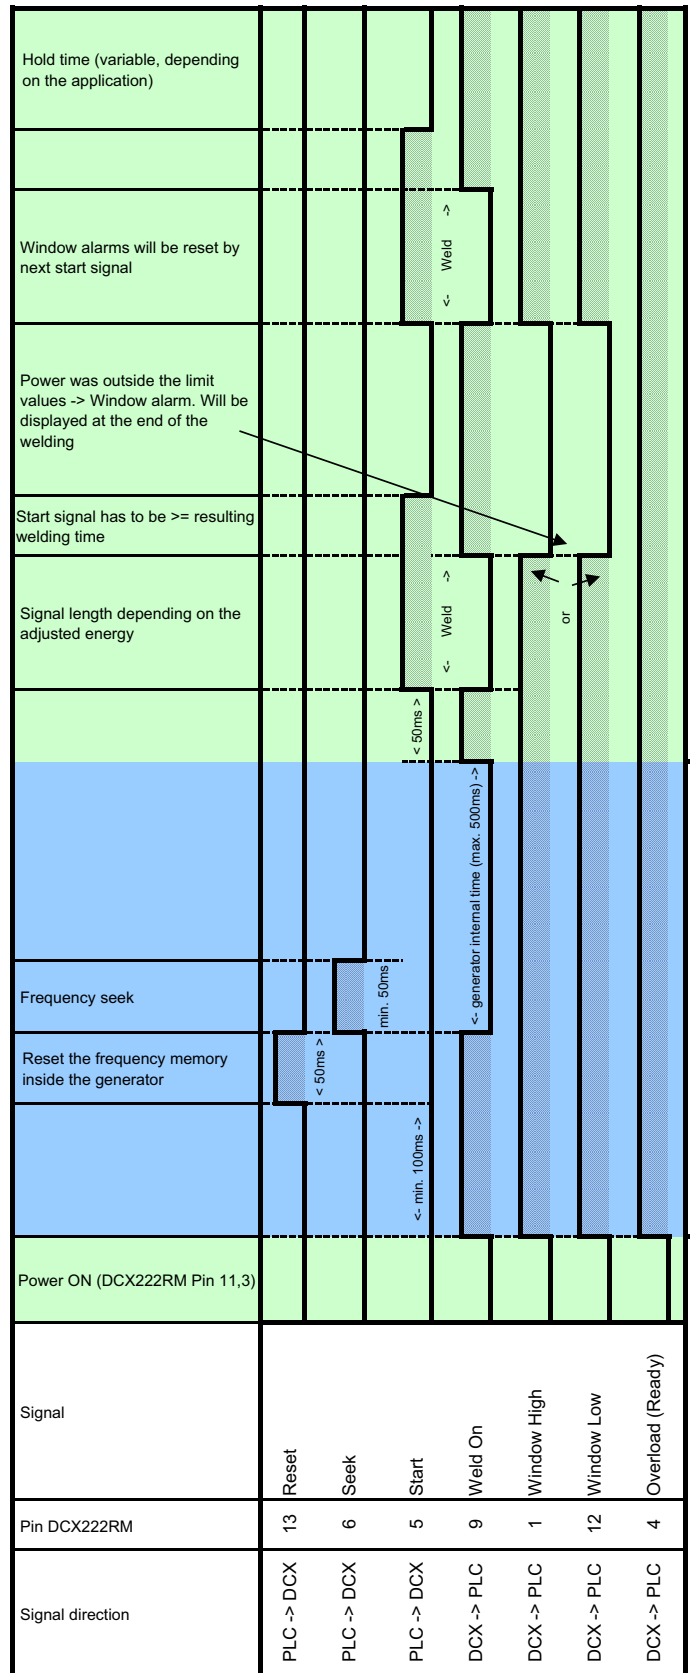 Hold time (variable, depending
on the application)
Window alarms will be reset by
next start signal
<- Weld ->
Power was outside the limit
values -> Window alarm. Will be
displayed at the end of the
welding
Start signal has to be >= resulting
welding time
Signal length depending on the
adjusted energy
<- Weld ->
or
< 50ms >
<- generator internal time (max. 500ms) ->
Frequency seek
min. 50ms
Reset the frequency memory
inside the generator
< 50ms >
<- min. 100ms ->
Power ON (DCX222RM Pin 11,3)
Signal
Reset
Seek
Start
Weld On
Window High
Window Low
Overload (Ready)
Pin DCX222RM
13
6
5
9
1
12
4
Signal direction
PLC -> DCX
PLC -> DCX
PLC -> DCX
DCX -> PLC
DCX -> PLC
DCX -> PLC
DCX -> PLC